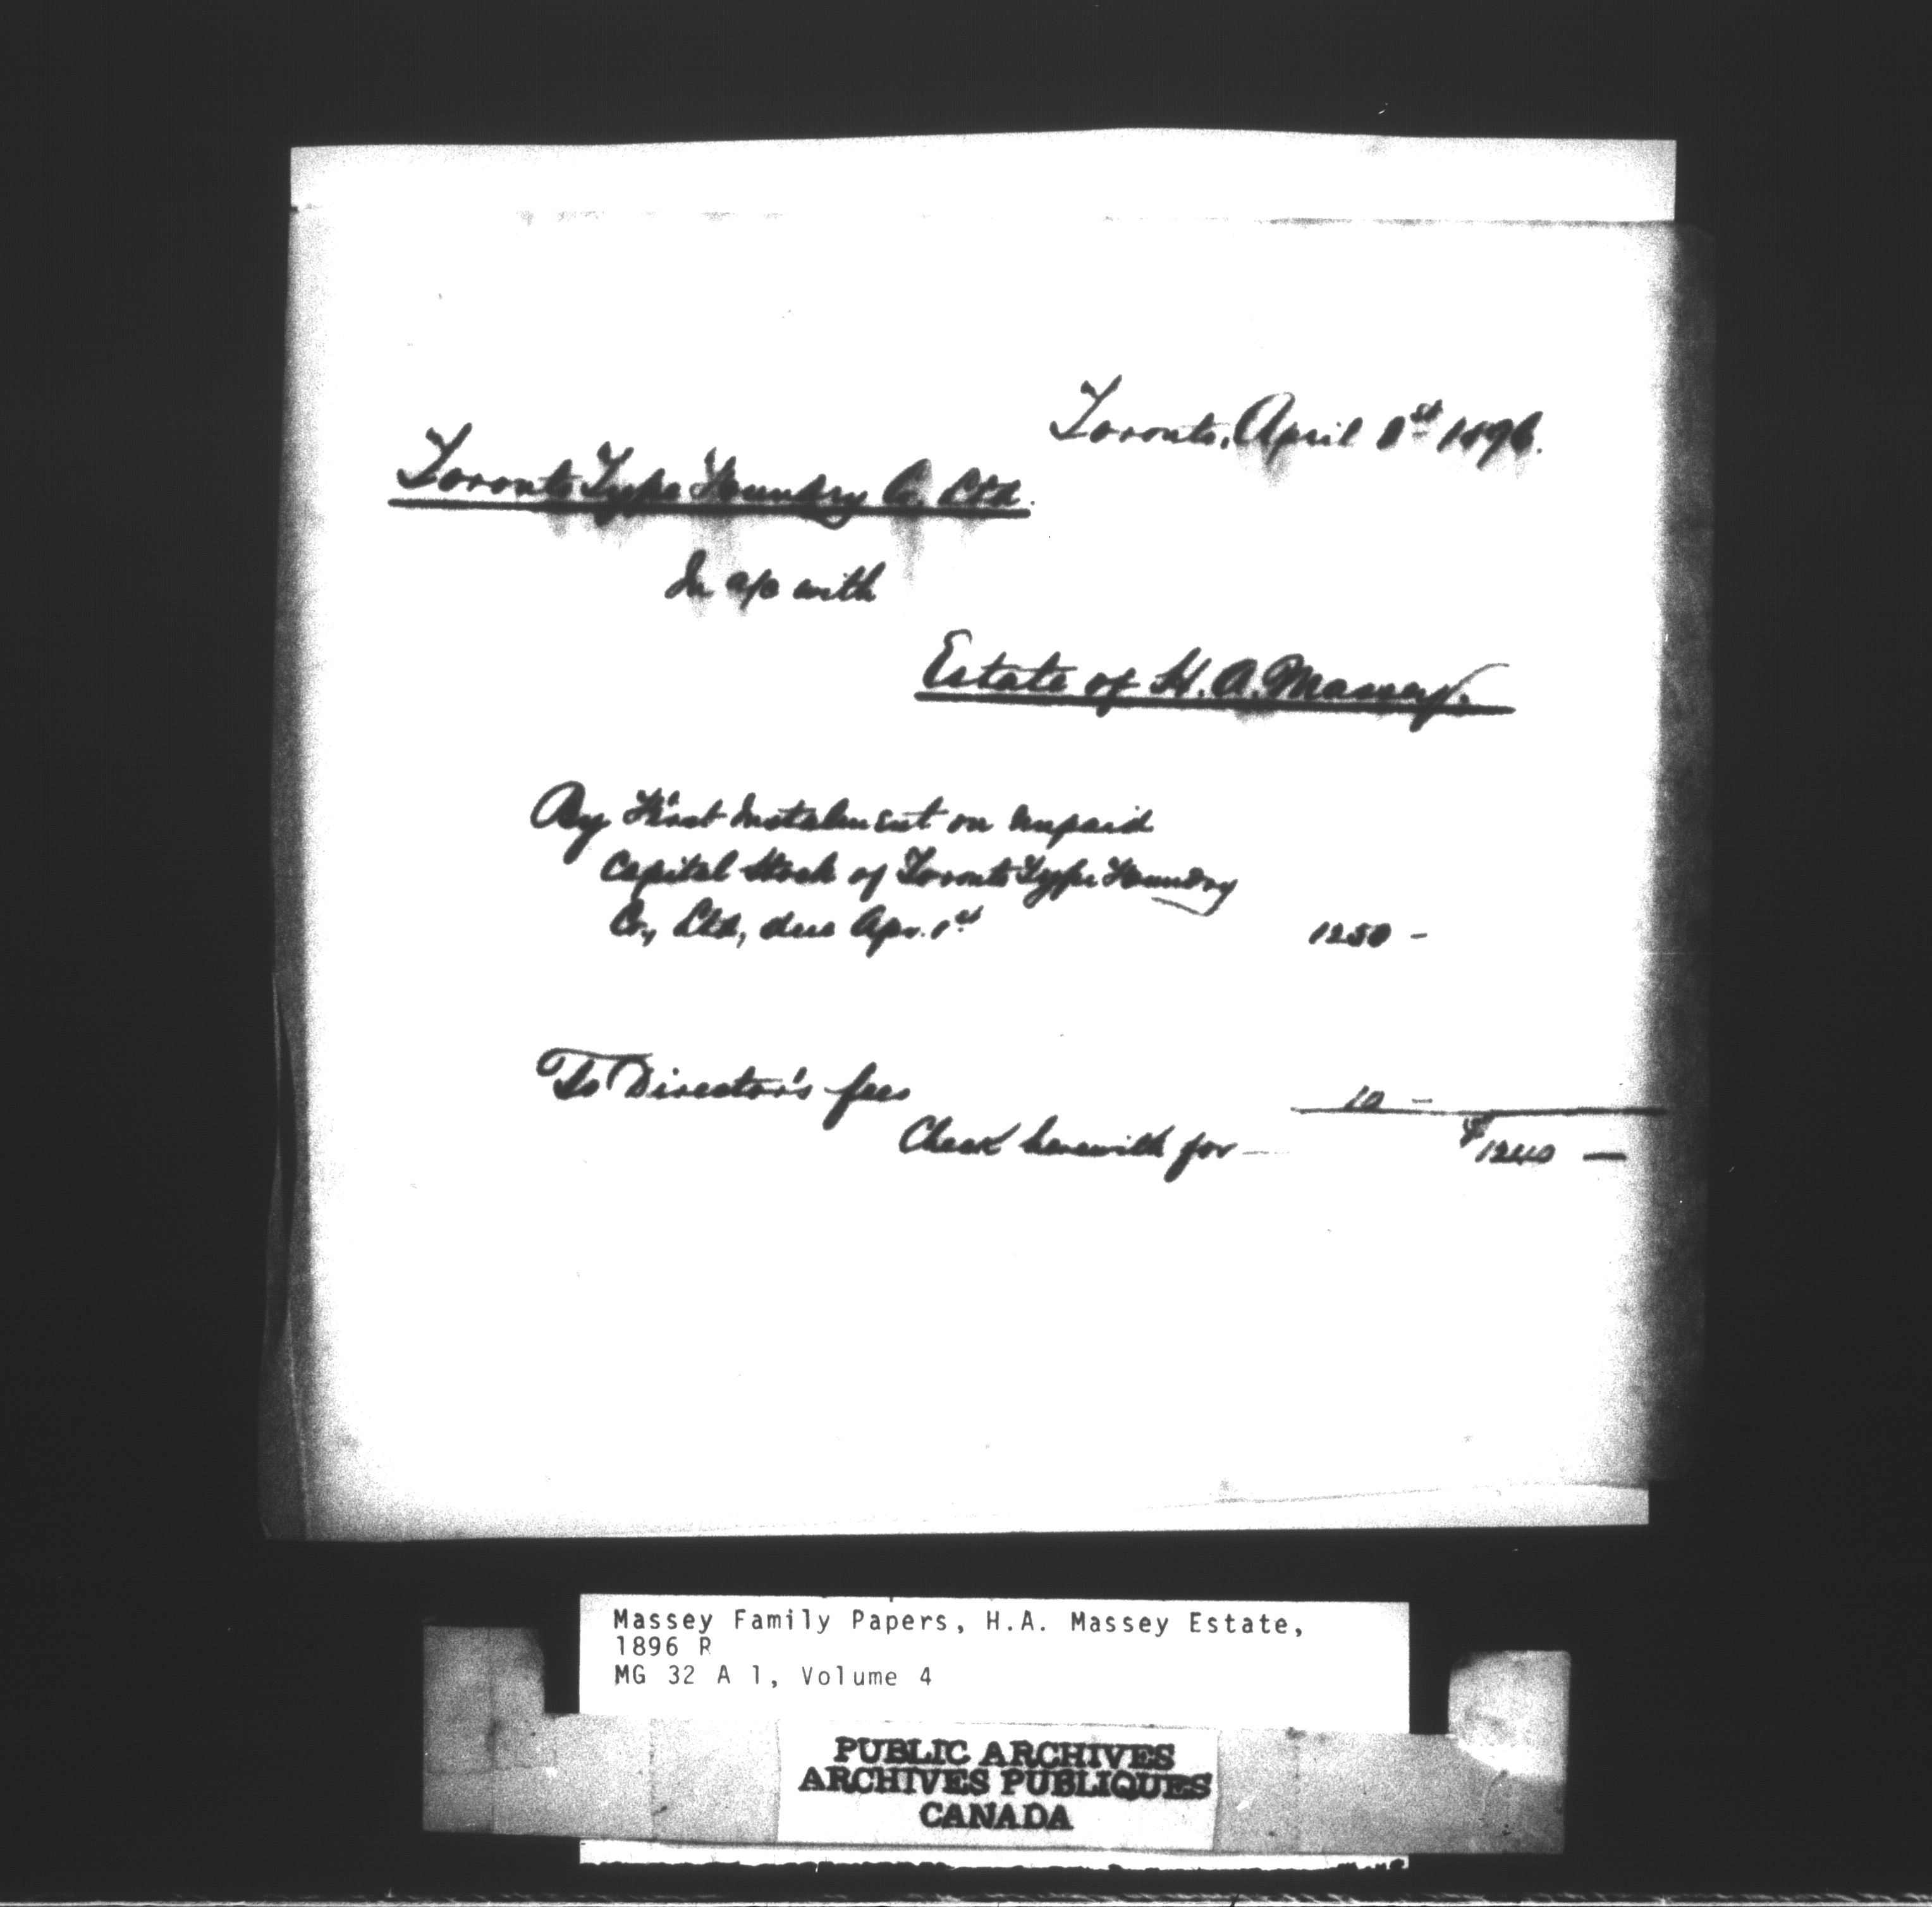 Toronto, April 1st 1896.
Toronto Type Foundry Co. Ltd.
In a/c with
Estate of H. A. Massey.
By First Instalment on unpaid
Capital Stock of Toronto Type Foundry
Co., Ltd, due Apr. 1st 1250 -
To Director's fees 10 -
Check herewith for — $1240 —
Massey Family Papers, H.A. Massey Estate,
1896 R
MG 32 A 1, Volume 4
PUBLIC ARCHIVES
ARCHIVES PUBLIQUES
CANADA